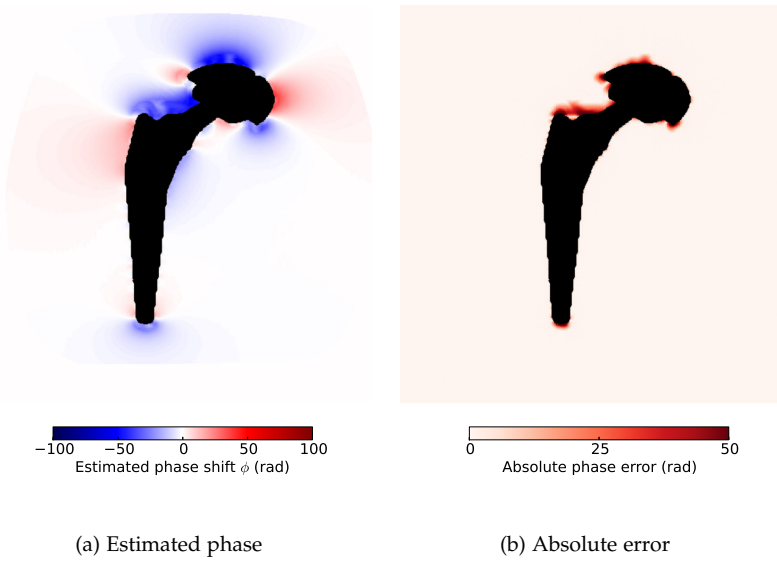 −100 −50 0 50 100
Estimated phase shift ϕ (rad)
0 25 50
Absolute phase error (rad)
(a) Estimated phase
(b) Absolute error